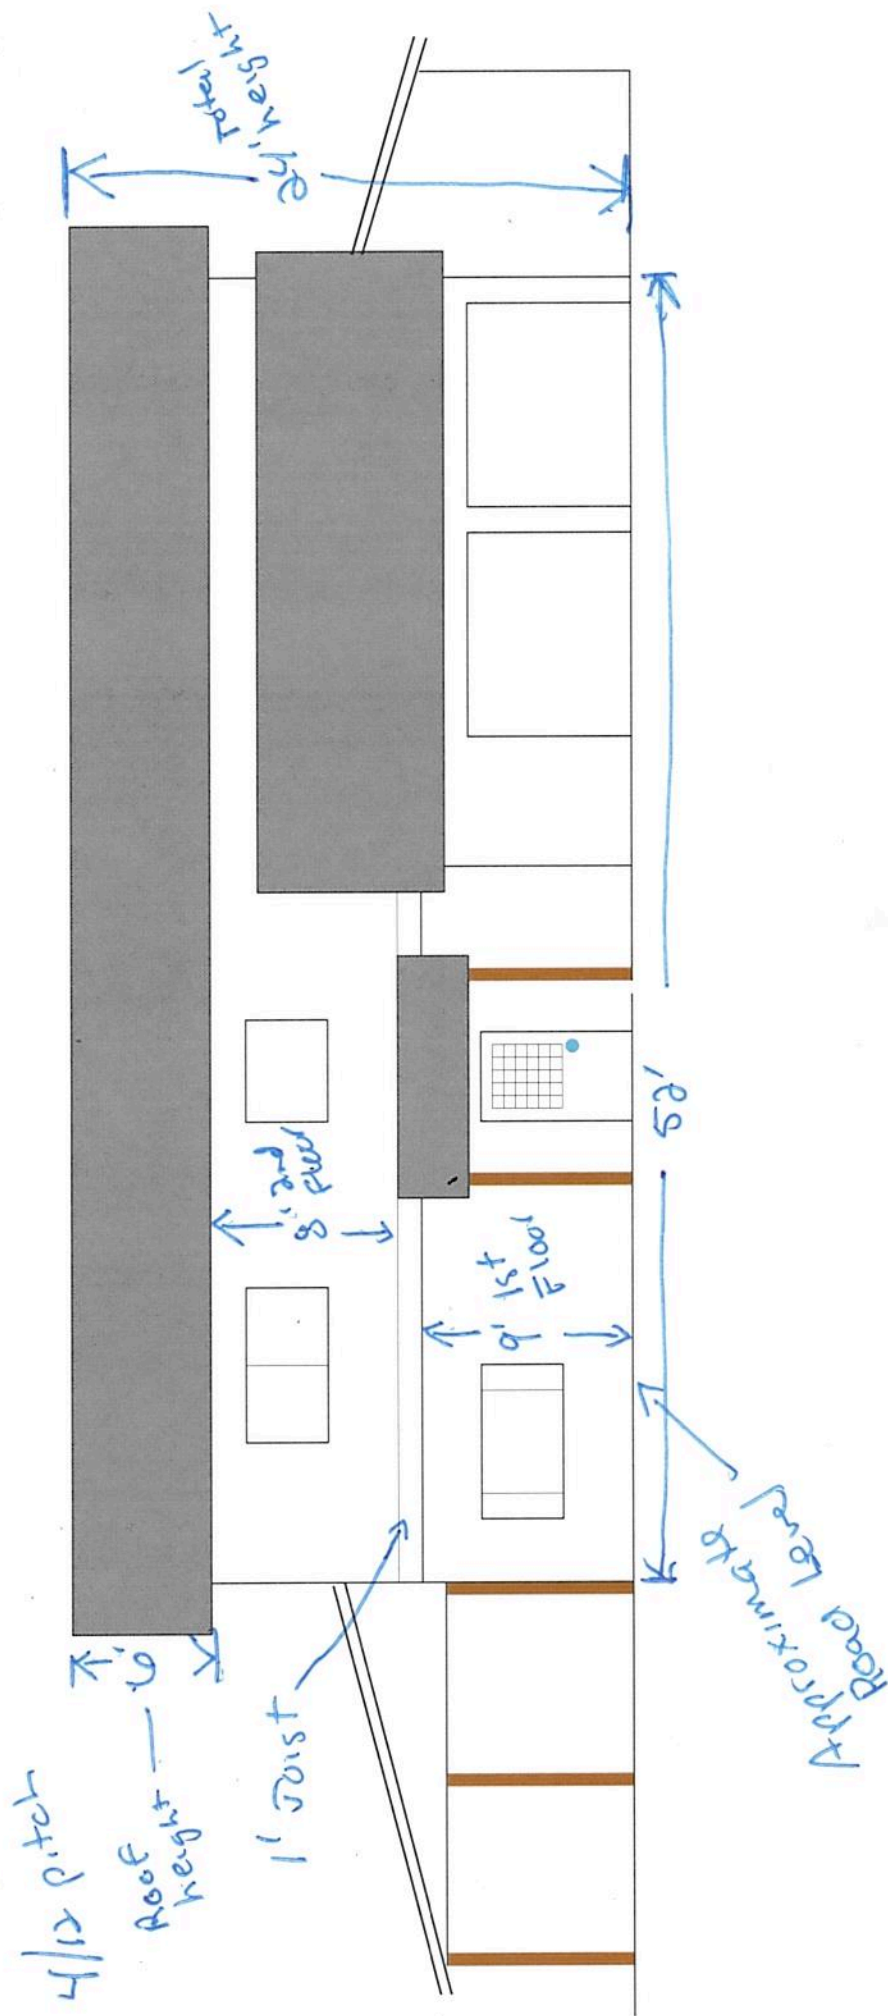 4/12 pitch
Roof
height — 6'
Total
24' height
1' Joist
8' 2nd
Floor
9' 1st
Floor
52'
Approximate
Road Level